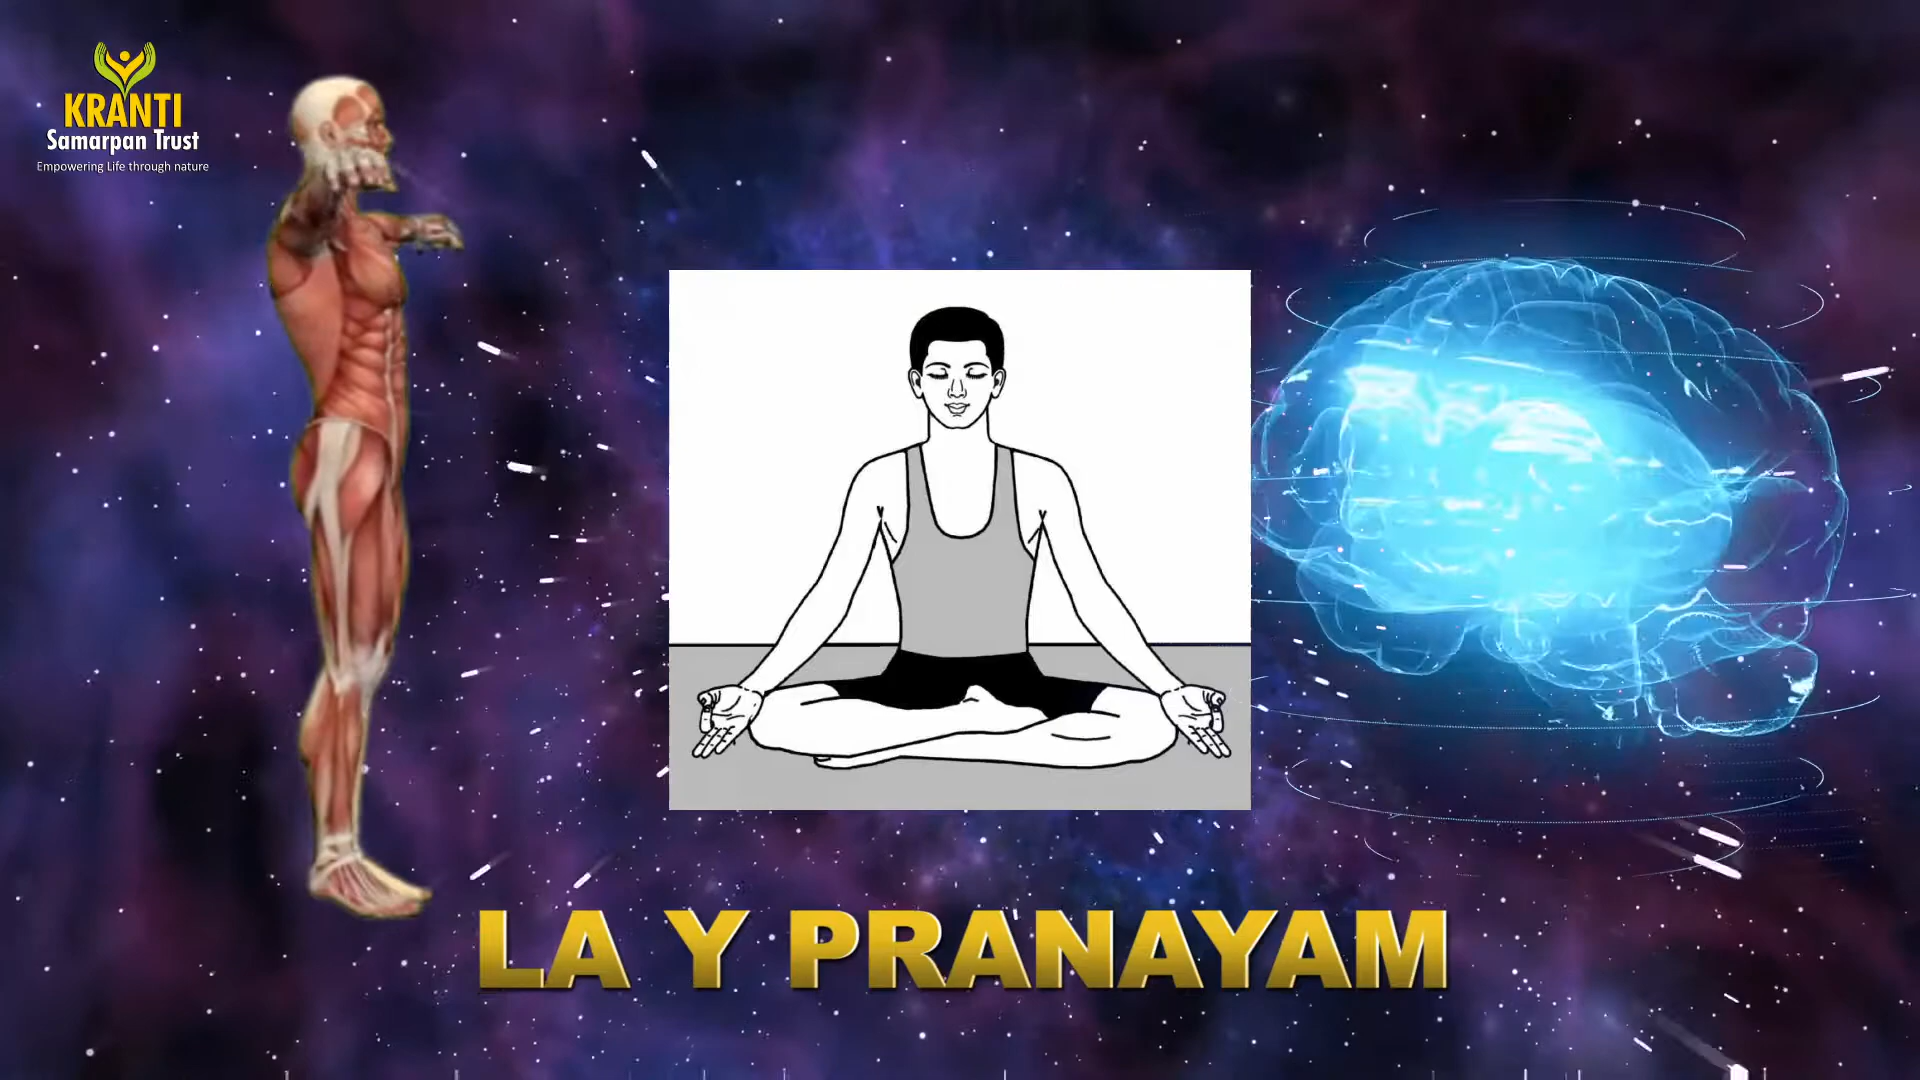 KRANTI
Samarpan Trust
Empowering Life through nature
LA Y PRANAYAM